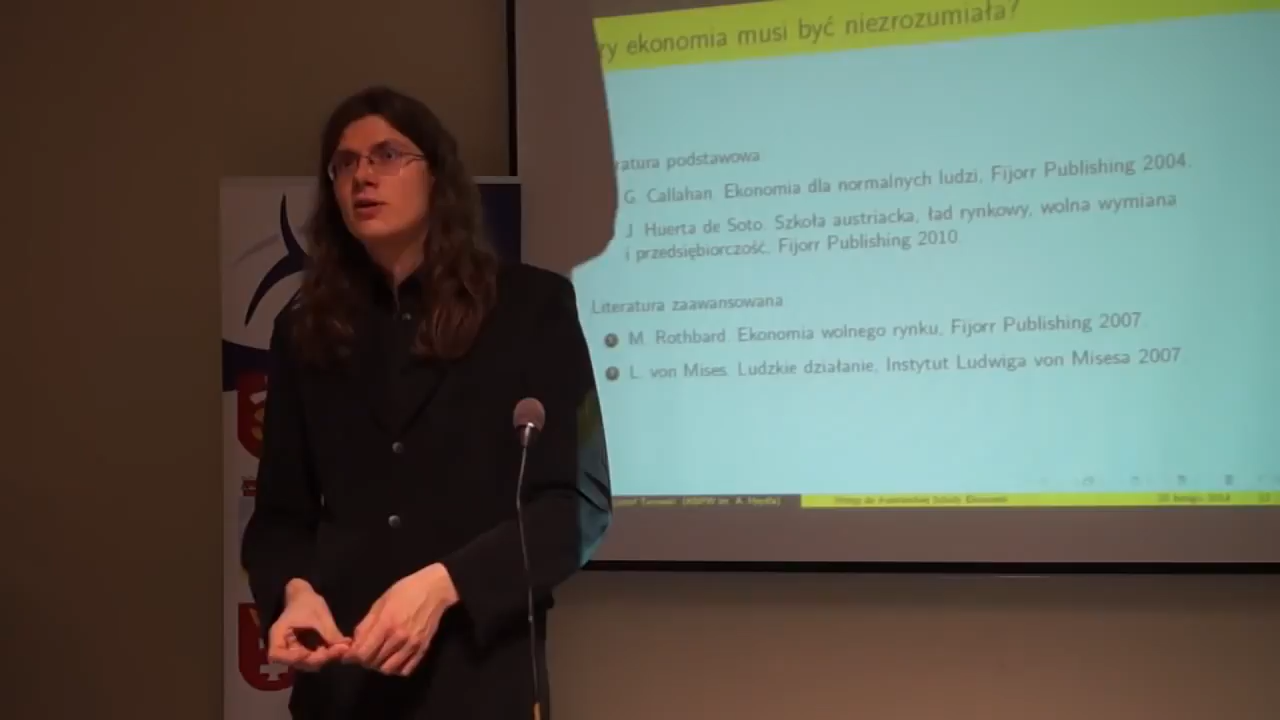 ry ekonomia musi być niezrozumiała?
ratura podstawowa
G. Callahan. Ekonomia dla normalnych ludzi, Fijorr Publishing 2004.
J. Huerta de Soto. Szkoła austriacka, ład rynkowy, wolna wymiana
i przedsiębiorczość, Fijorr Publishing 2010
Literatura zaawansowana
M. Rothbard. Ekonomia wolnego rynku, Fijorr Publishing 2007.
L. von Mises. Ludzkie działanie, Instytut Ludwiga von Misesa 2007